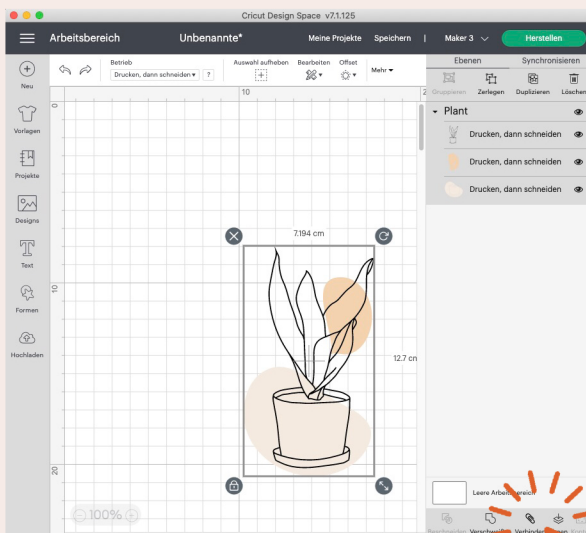 Cricut Design Space v7.1.125
Arbeitsbereich
Unbenannte*
Meine Projekte
Speichern
|
Maker 3
Herstellen
Neu
Vorlagen
Projekte
Designs
Text
Formen
Hochladen
Betrieb
Drucken, dann schneiden
?
Auswahl aufheben
Bearbeiten
Offset
Mehr
Ebenen
Synchronisieren
Gruppieren
Zerlegen
Duplizieren
Löschen
Plant
Drucken, dann schneiden
Drucken, dann schneiden
Drucken, dann schneiden
0
10
2
10
20
7.194 cm
12.7 cm
100%
Leere Arbeitsbereich